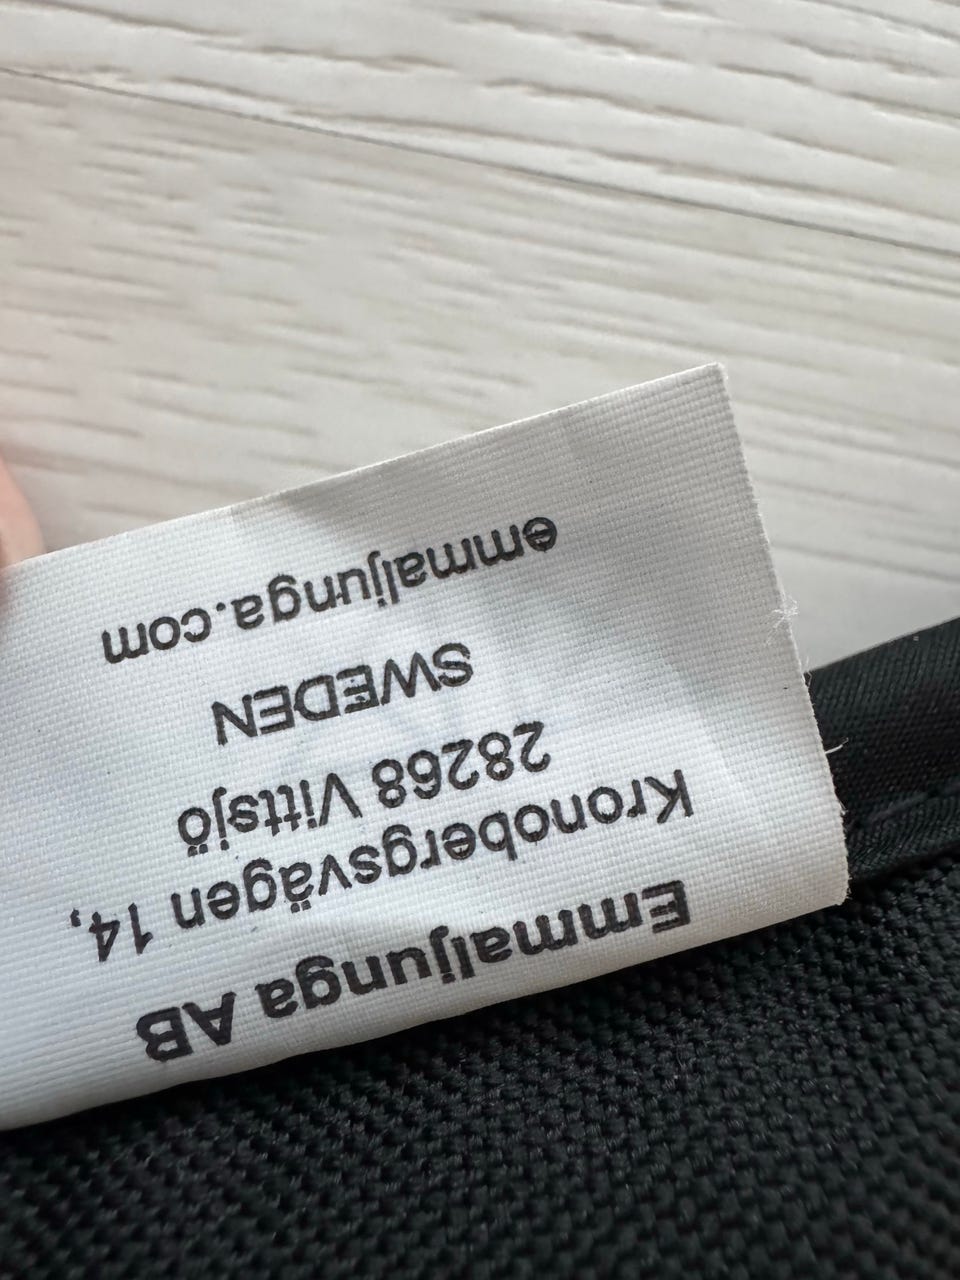 Emmaljunga AB
Kronobergsvägen 14,
28268 Vittsjö
SWEDEN
emmaljunga.com